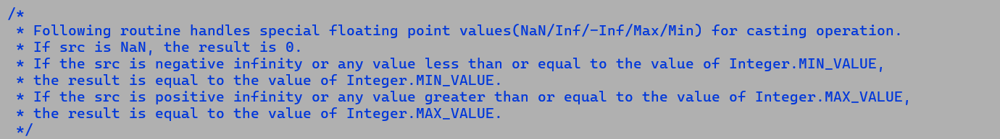 /*
* Following routine handles special floating point values(NaN/Inf/-Inf/Max/Min) for casting operation.
* If src is NaN, the result is 0.
* If the src is negative infinity or any value less than or equal to the value of Integer.MIN_VALUE,
* the result is equal to the value of Integer.MIN_VALUE.
* If the src is positive infinity or any value greater than or equal to the value of Integer.MAX_VALUE,
* the result is equal to the value of Integer.MAX_VALUE.
*/